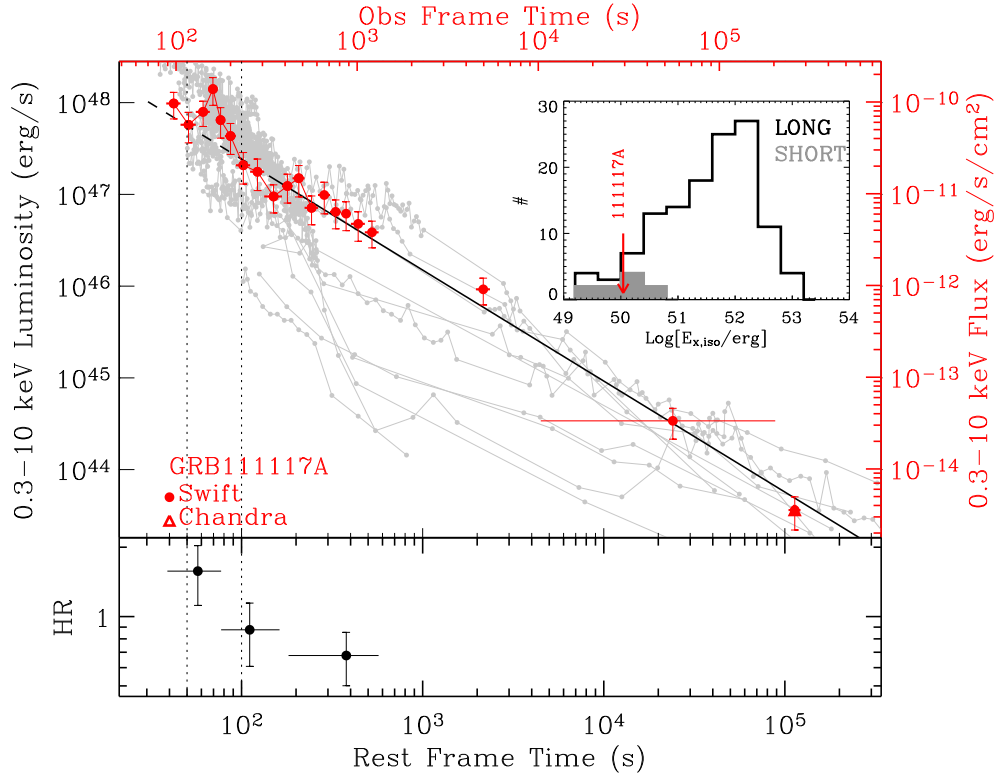 Obs Frame Time (s)
10² 10³ 10⁴ 10⁵
0.3−10 keV Luminosity (erg/s)
10⁴⁸
10⁴⁷
10⁴⁶
10⁴⁵
10⁴⁴
0.3−10 keV Flux (erg/s/cm²)
10⁻¹⁰
10⁻¹¹
10⁻¹²
10⁻¹³
10⁻¹⁴
#
30
20
10
0
LONG
SHORT
111117A
49 50 51 52 53 54
Log[E_{x,iso}/erg]
GRB111117A
Swift
Chandra
HR
1
10² 10³ 10⁴ 10⁵
Rest Frame Time (s)